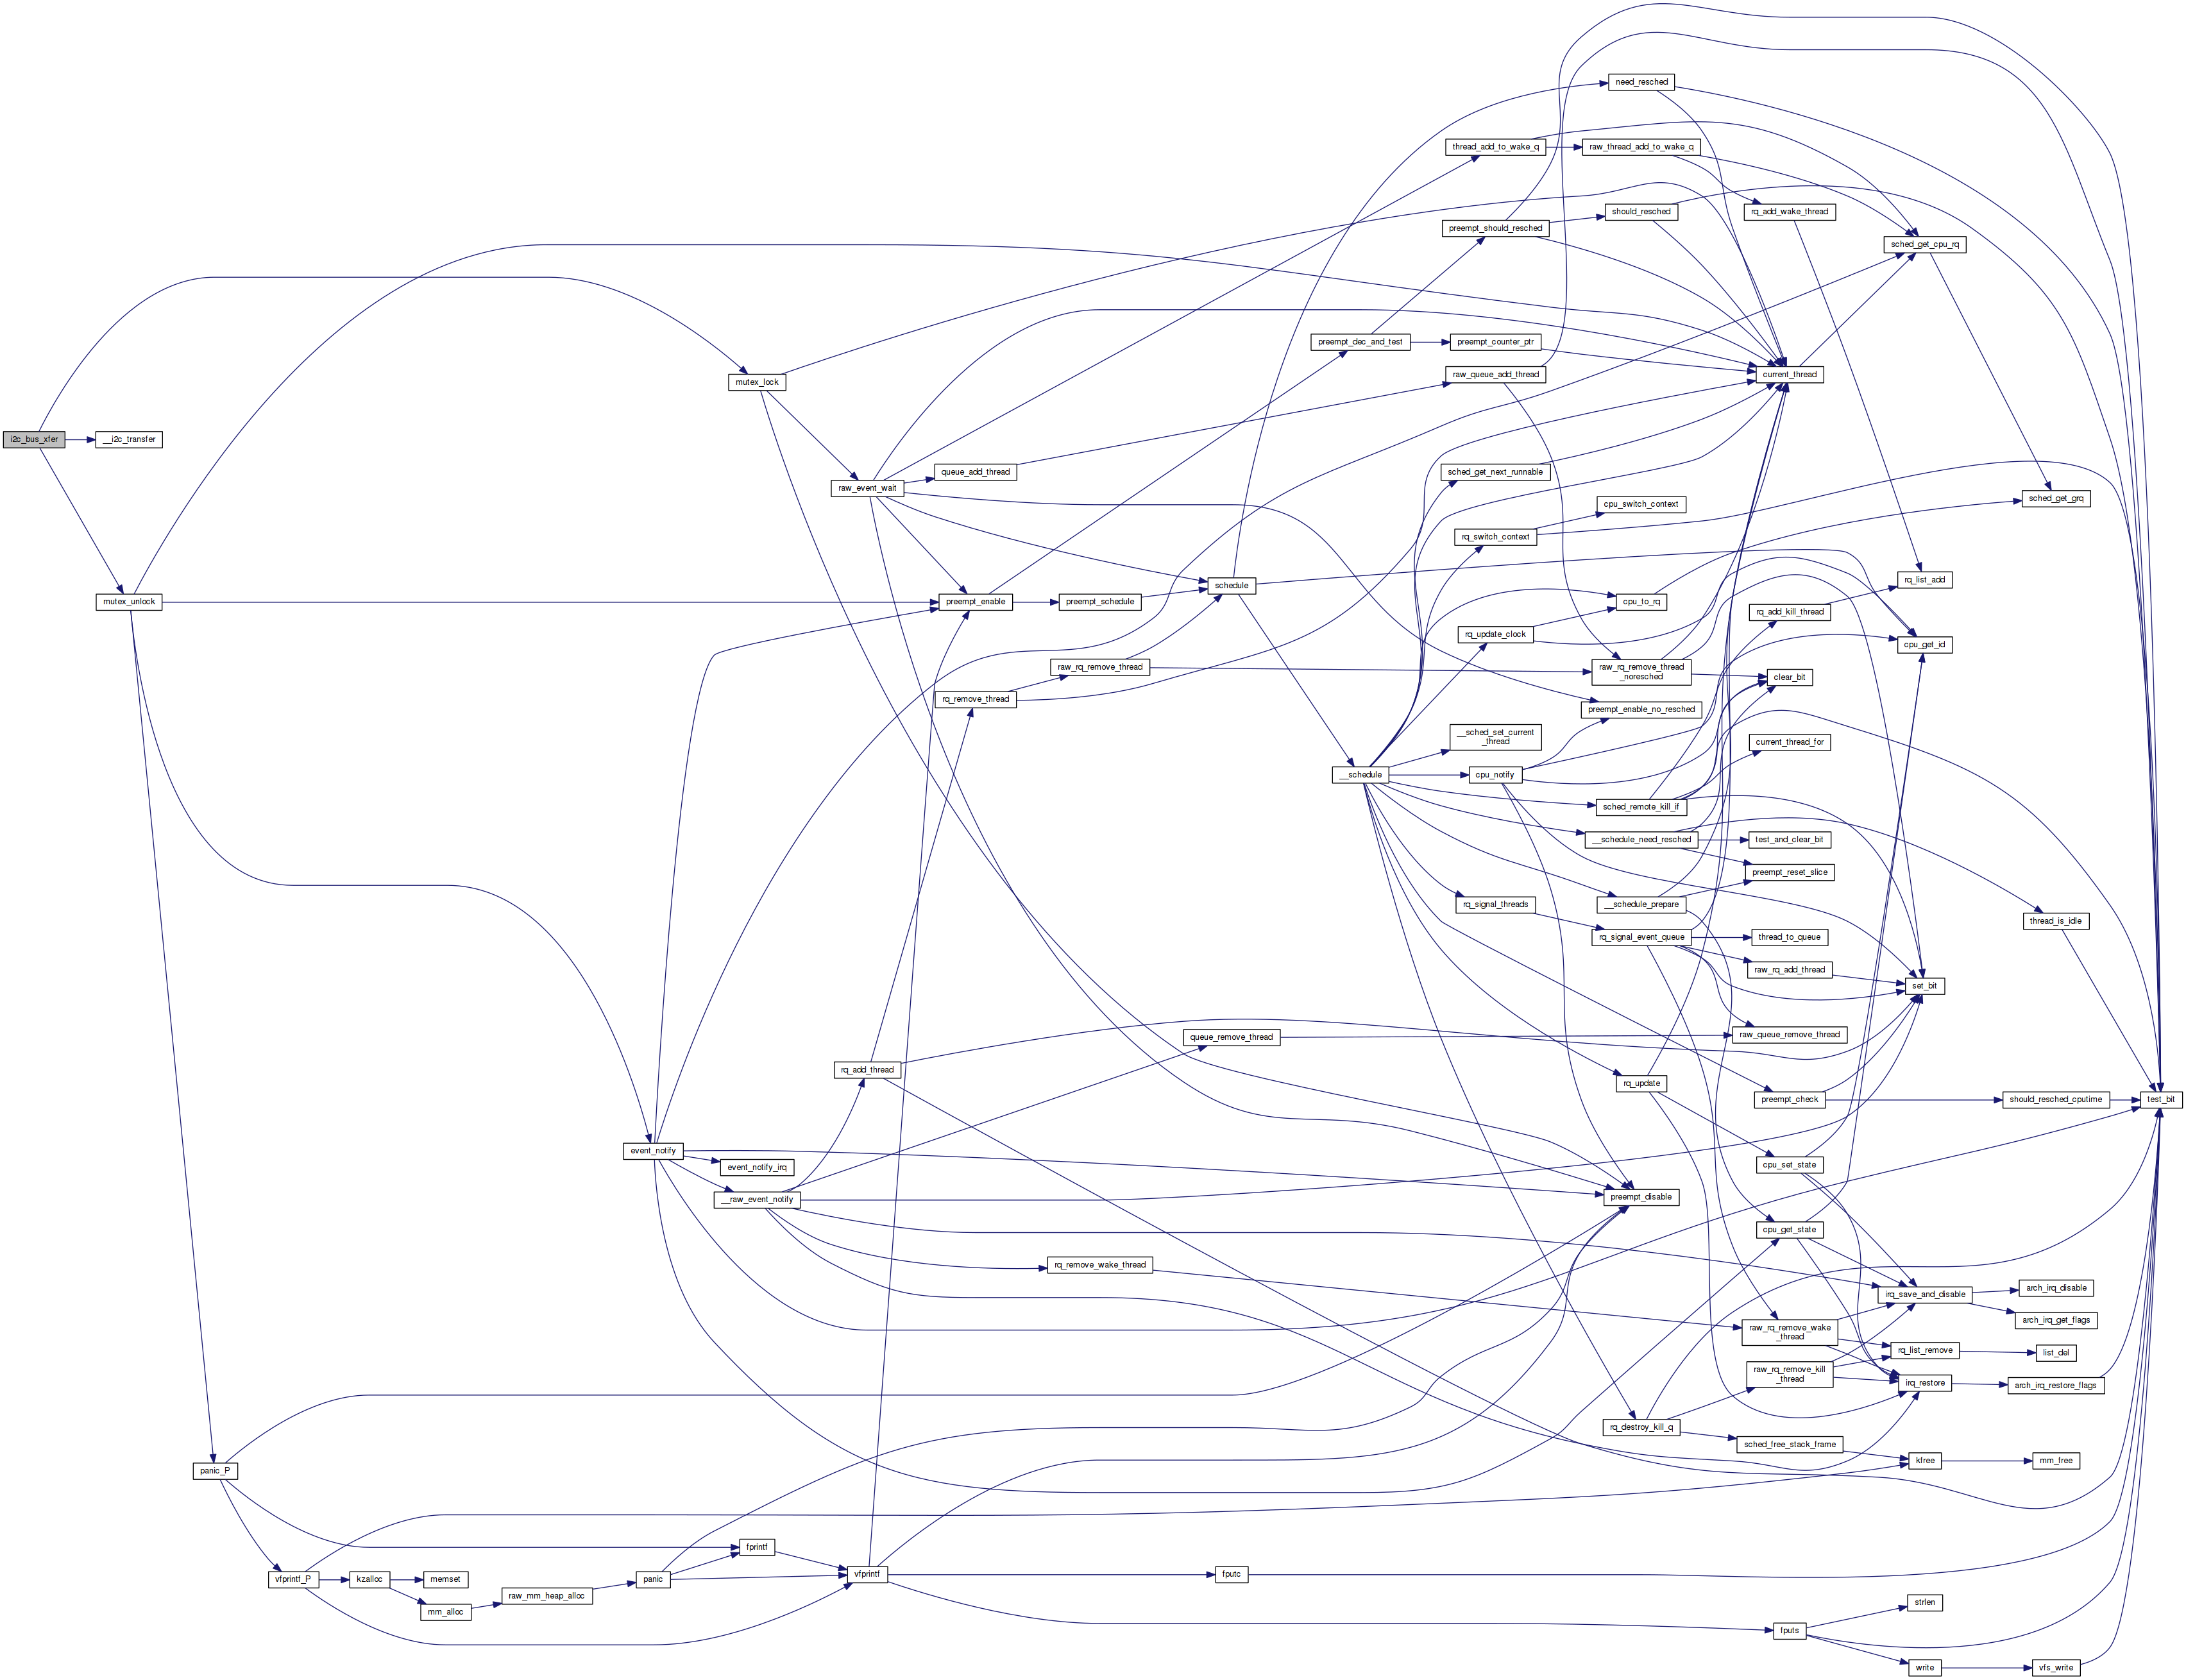 need_resched
thread_add_to_wake_q
raw_thread_add_to_wake_q
should_resched
rq_add_wake_thread
preempt_should_resched
sched_get_cpu_rq
preempt_dec_and_test
preempt_counter_ptr
mutex_lock
raw_queue_add_thread
current_thread
i2c_bus_xfer
__i2c_transfer
queue_add_thread
sched_get_next_runnable
raw_event_wait
sched_get_grq
cpu_switch_context
rq_switch_context
schedule
rq_list_add
mutex_unlock
preempt_enable
preempt_schedule
cpu_to_rq
rq_add_kill_thread
rq_update_clock
cpu_get_id
raw_rq_remove_thread
raw_rq_remove_thread
_noresched
clear_bit
rq_remove_thread
preempt_enable_no_resched
__sched_set_current
_thread
current_thread_for
__schedule
cpu_notify
sched_remote_kill_if
__schedule_need_resched
test_and_clear_bit
preempt_reset_slice
rq_signal_threads
__schedule_prepare
thread_is_idle
rq_signal_event_queue
thread_to_queue
raw_rq_add_thread
set_bit
queue_remove_thread
raw_queue_remove_thread
rq_add_thread
rq_update
preempt_check
should_resched_cputime
test_bit
event_notify
event_notify_irq
cpu_set_state
__raw_event_notify
preempt_disable
cpu_get_state
rq_remove_wake_thread
irq_save_and_disable
arch_irq_disable
arch_irq_get_flags
raw_rq_remove_wake
_thread
rq_list_remove
list_del
raw_rq_remove_kill
_thread
irq_restore
arch_irq_restore_flags
rq_destroy_kill_q
sched_free_stack_frame
kfree
mm_free
panic_P
fprintf
vfprintf_P
kzalloc
memset
panic
vfprintf
fputc
raw_mm_heap_alloc
mm_alloc
strlen
fputs
write
vfs_write